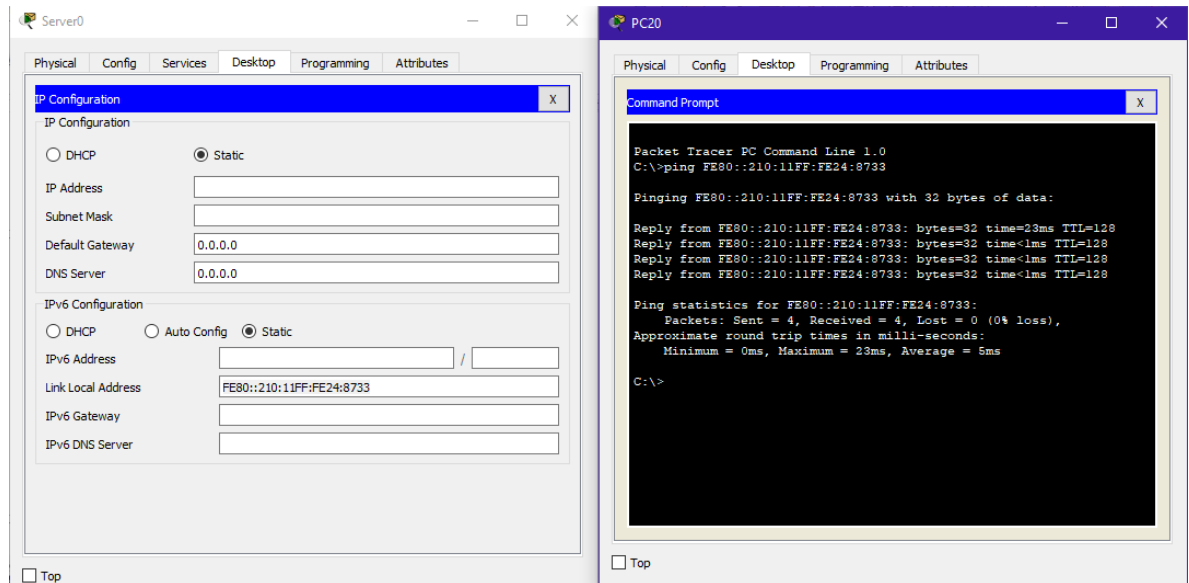 Server0
Physical Config Services Desktop Programming Attributes
IP Configuration X
IP Configuration
DHCP Static
IP Address
Subnet Mask
Default Gateway 0.0.0.0
DNS Server 0.0.0.0
IPv6 Configuration
DHCP Auto Config Static
IPv6 Address /
Link Local Address FE80::210:11FF:FE24:8733
IPv6 Gateway
IPv6 DNS Server
Top
PC20
Physical Config Desktop Programming Attributes
Command Prompt X
Packet Tracer PC Command Line 1.0
C:\>ping FE80::210:11FF:FE24:8733
Pinging FE80::210:11FF:FE24:8733 with 32 bytes of data:
Reply from FE80::210:11FF:FE24:8733: bytes=32 time=23ms TTL=128
Reply from FE80::210:11FF:FE24:8733: bytes=32 time<1ms TTL=128
Reply from FE80::210:11FF:FE24:8733: bytes=32 time<1ms TTL=128
Reply from FE80::210:11FF:FE24:8733: bytes=32 time<1ms TTL=128
Ping statistics for FE80::210:11FF:FE24:8733:
Packets: Sent = 4, Received = 4, Lost = 0 (0% loss),
Approximate round trip times in milli-seconds:
Minimum = 0ms, Maximum = 23ms, Average = 5ms
C:\>
Top